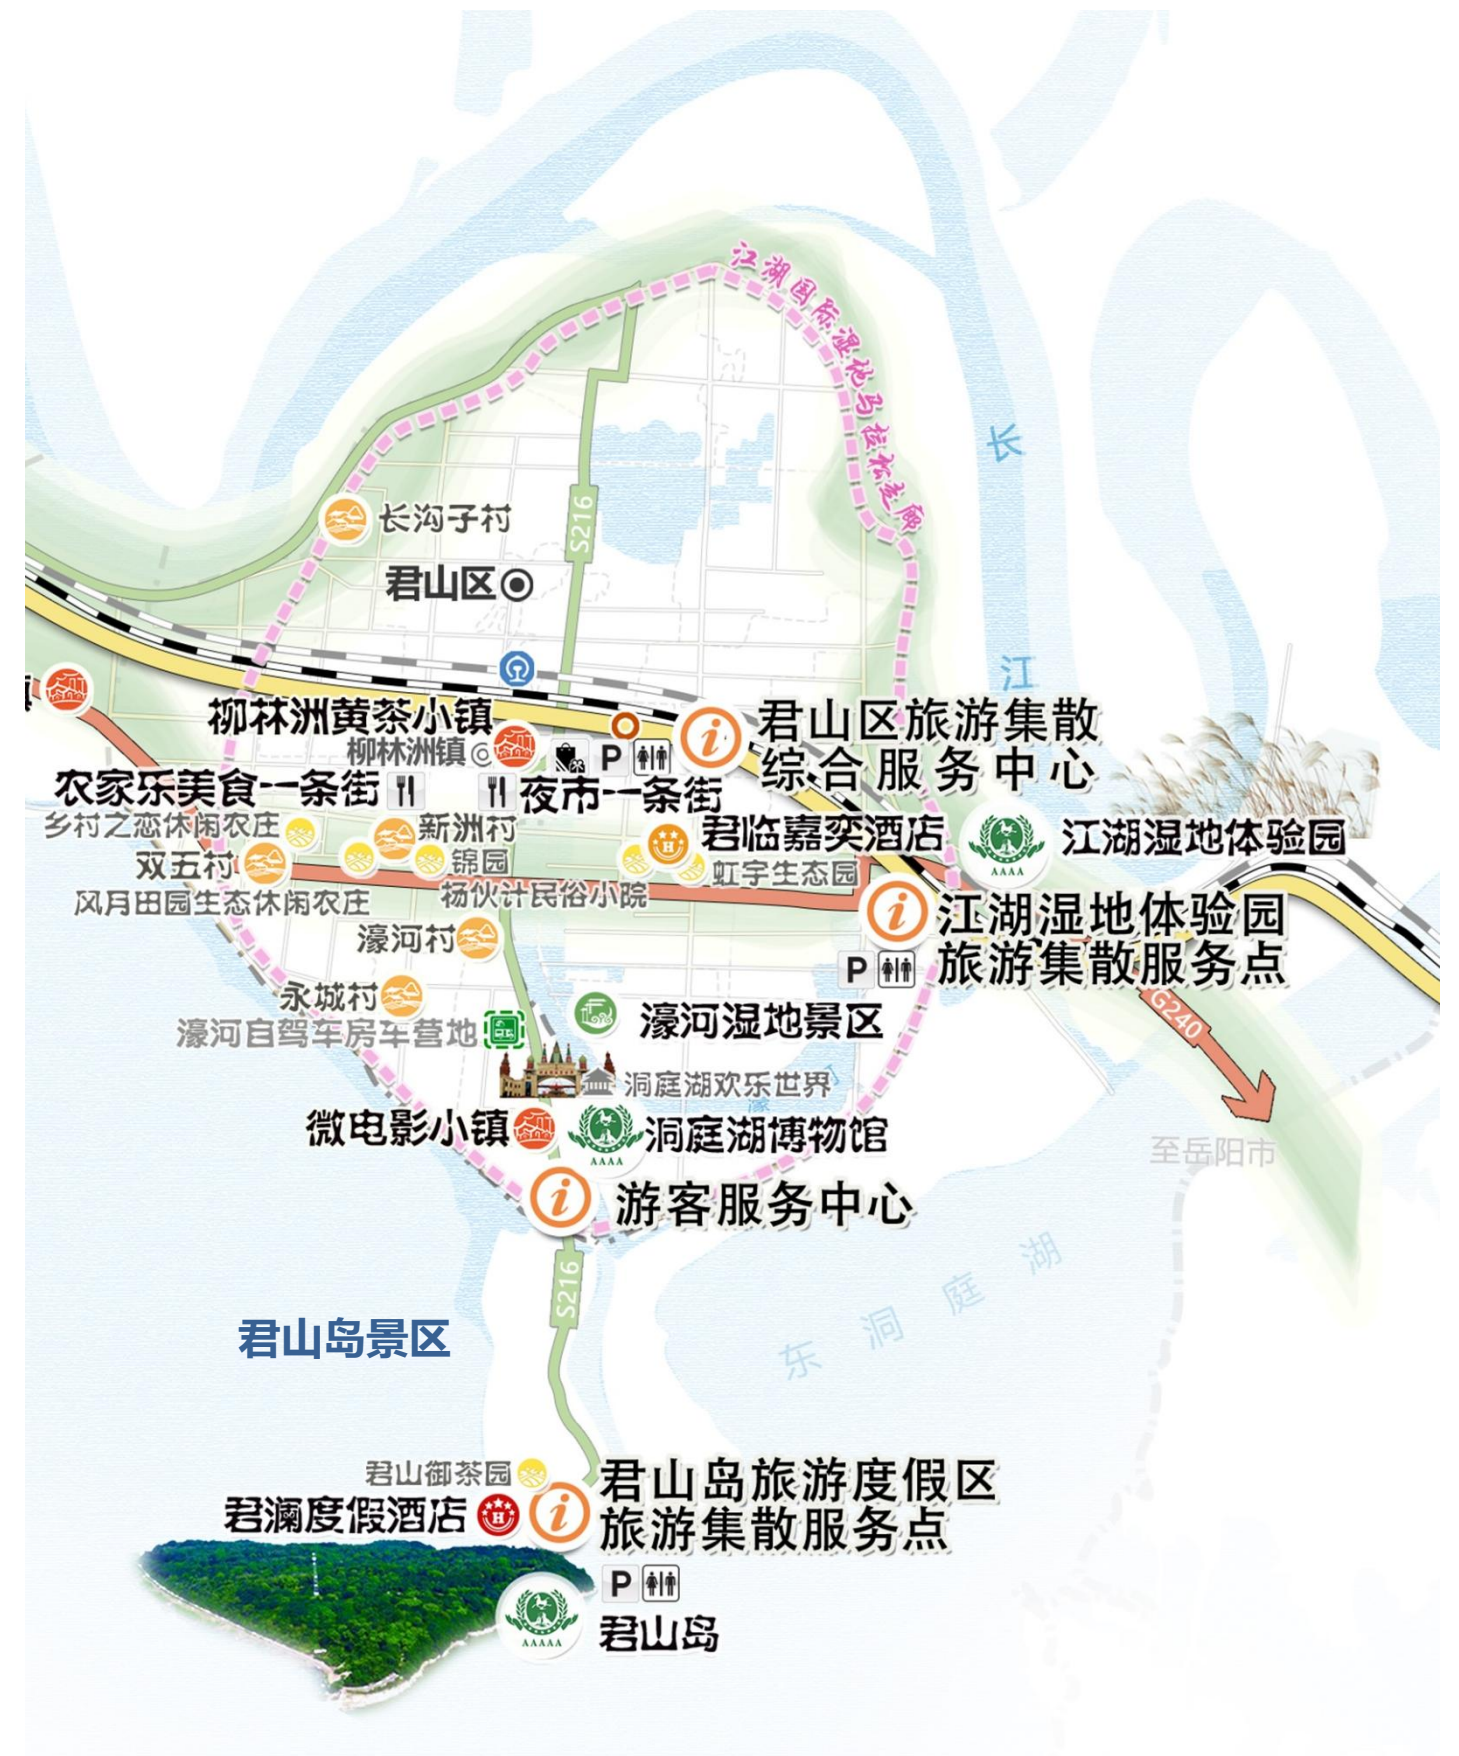 江湖国际湿地马拉松走廊
长江
长沟子村
S216
君山区
镇
柳林洲黄茶小镇
柳林洲镇
P
君山区旅游集散
综合服务中心
农家乐美食一条街
夜市一条街
乡村之恋休闲农庄
新洲村
君临嘉奕酒店
H
AAAA
江湖湿地体验园
双五村
锦园
虹宇生态园
风月田园生态休闲农庄
杨伙计民俗小院
i
江湖湿地体验园
旅游集散服务点
濠河村
P
永城村
G240
濠河自驾车房车营地
濠河湿地景区
洞庭湖欢乐世界
濠
微电影小镇
AAAA
洞庭湖博物馆
至岳阳市
i
游客服务中心
S216
东洞庭湖
君山岛景区
君山御茶园
君澜度假酒店
H
i
君山岛旅游度假区
旅游集散服务点
P
AAAAA
君山岛